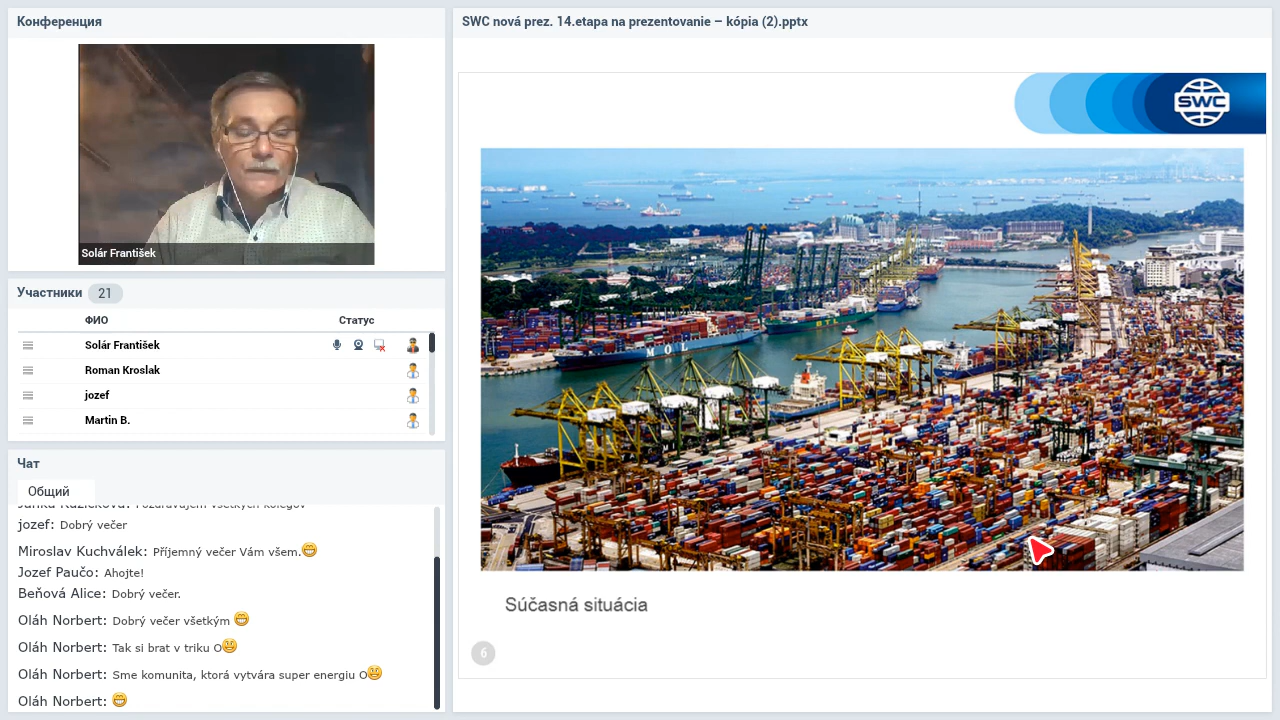 Конференция
Solár František
Участники 21
ФИО Статус
Solár František
Roman Kroslak
jozef
Martin B.
Чат
Общий
jozef: Dobrý večer
Miroslav Kuchválek: Příjemný večer Vám všem.
Jozef Paučo: Ahojte!
Beňová Alice: Dobrý večer.
Oláh Norbert: Dobrý večer všetkým
Oláh Norbert: Tak si brat v triku O
Oláh Norbert: Sme komunita, ktorá vytvára super energiu O
Oláh Norbert:
SWC nová prez. 14.etapa na prezentovanie – kópia (2).pptx
SWC
MOL
Súčasná situácia
6